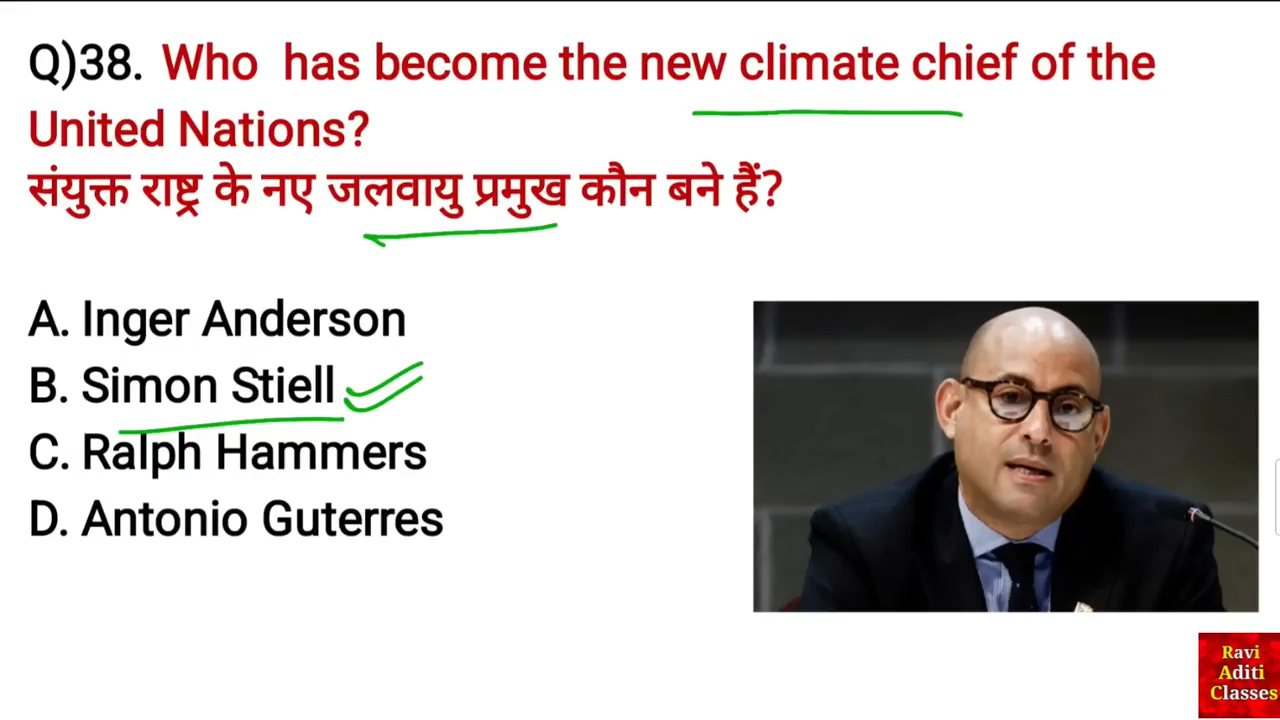 Q)38. Who has become the new climate chief of the
United Nations?
संयुक्त राष्ट्र के नए जलवायु प्रमुख कौन बने हैं?
A. Inger Anderson
B. Simon Stiell
C. Ralph Hammers
D. Antonio Guterres
Ravi
Aditi
Classes